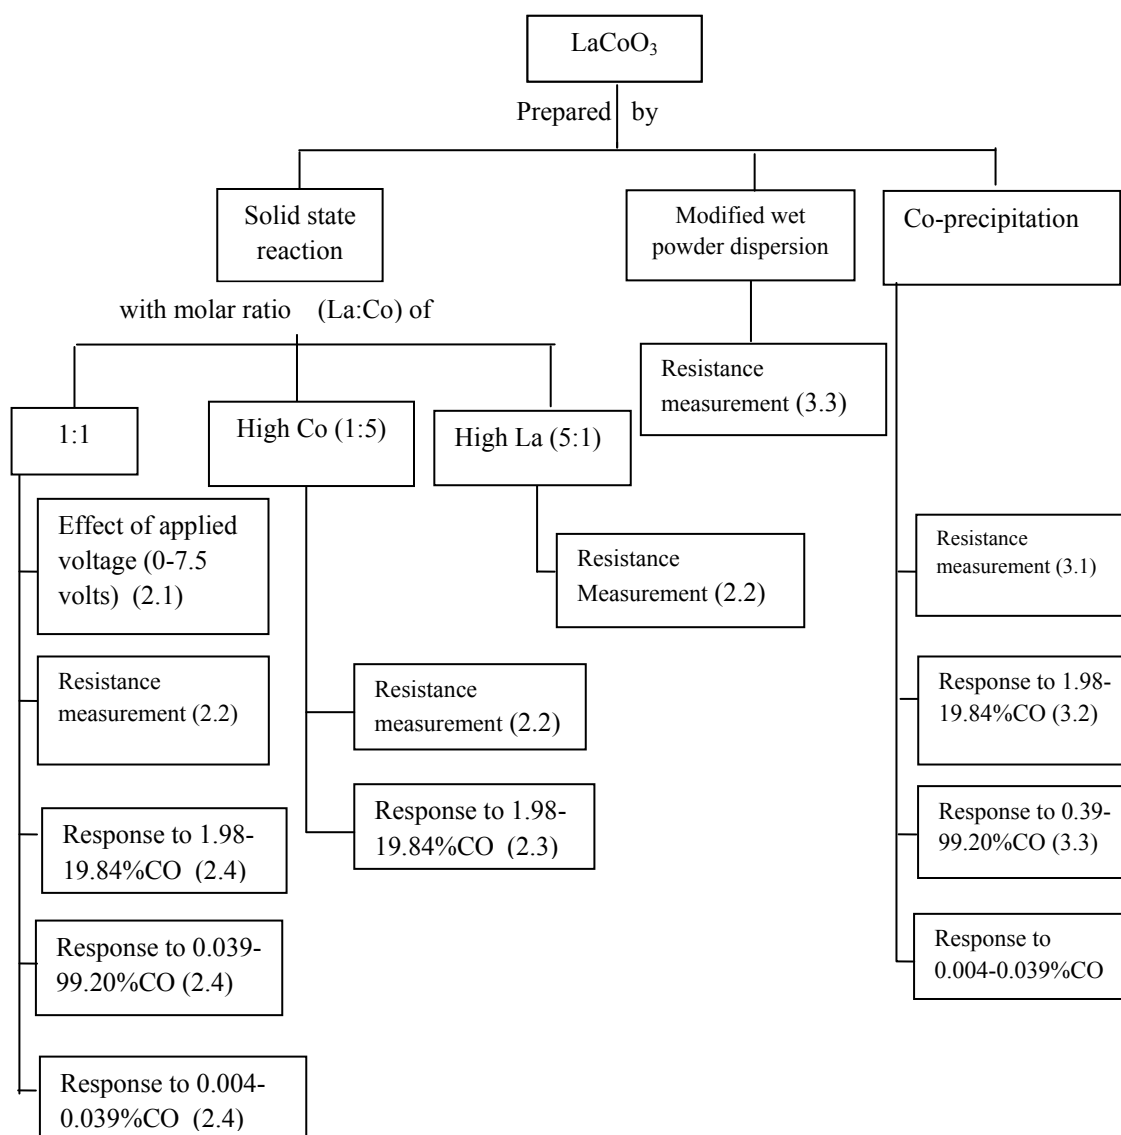 LaCoO₃
Prepared by
Solid state
reaction
Modified wet
powder dispersion
Co-precipitation
with molar ratio (La:Co) of
1:1
High Co (1:5)
High La (5:1)
Resistance
measurement (3.3)
Effect of applied
voltage (0-7.5
volts) (2.1)
Resistance
measurement (2.2)
Response to 1.98-
19.84%CO (2.4)
Response to 0.039-
99.20%CO (2.4)
Response to 0.004-
0.039%CO (2.4)
Resistance
measurement (2.2)
Response to 1.98-
19.84%CO (2.3)
Resistance
Measurement (2.2)
Resistance
measurement (3.1)
Response to 1.98-
19.84%CO (3.2)
Response to 0.39-
99.20%CO (3.3)
Response to
0.004-0.039%CO